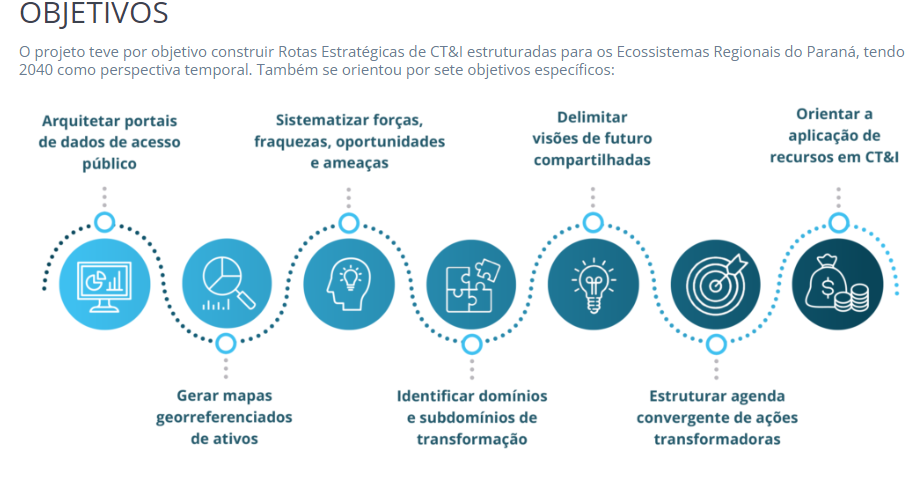 OBJETIVOS
O projeto teve por objetivo construir Rotas Estratégicas de CT&I estruturadas para os Ecossistemas Regionais do Paraná, tendo
2040 como perspectiva temporal. Também se orientou por sete objetivos específicos:
Arquitetar portais
de dados de acesso
público
Gerar mapas
georreferenciados
de ativos
Sistematizar forças,
fraquezas, oportunidades
e ameaças
Identificar domínios
e subdomínios de
transformação
Delimitar
visões de futuro
compartilhadas
Estruturar agenda
convergente de ações
transformadoras
Orientar a
aplicação de
recursos em CT&I
$